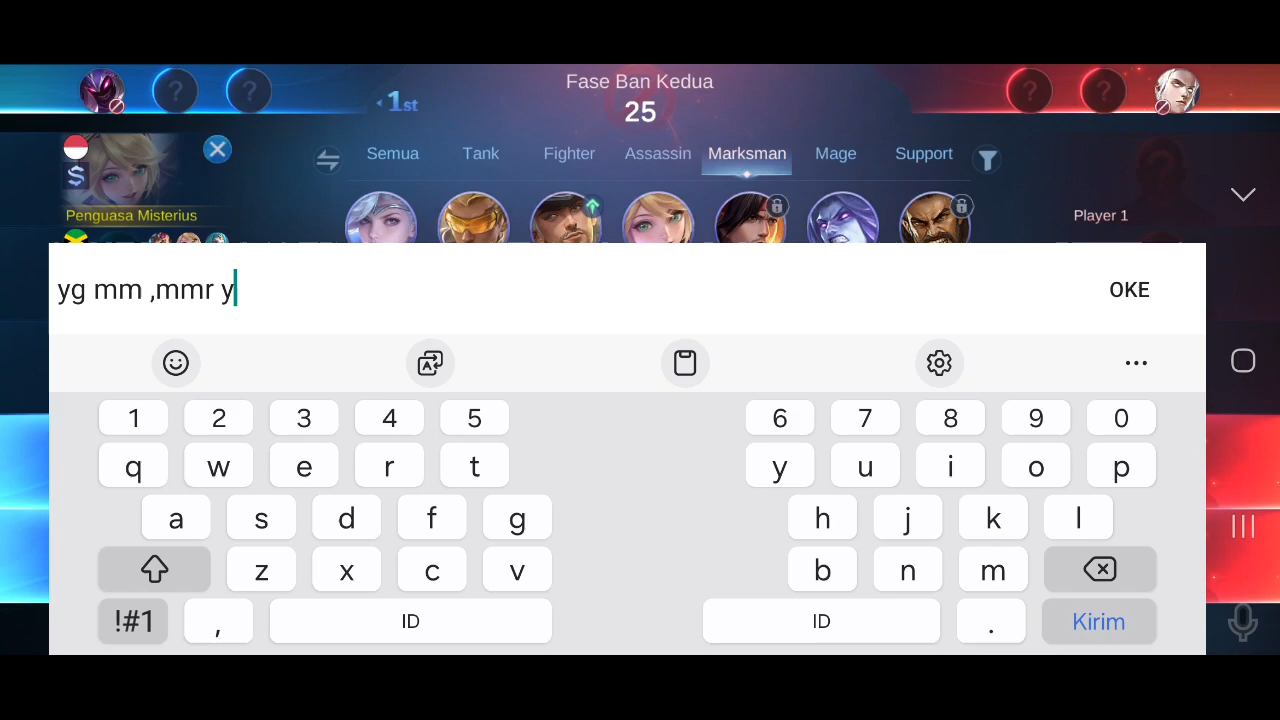 Fase Ban Kedua
1st
25
Semua Tank Fighter Assassin Marksman Mage Support
Penguasa Misterius
Player 1
yg mm ,mmr y
OKE
1 2 3 4 5 6 7 8 9 0
q w e r t y u i o p
a s d f g h j k l
z x c v b n m
!#1 , ID ID . Kirim